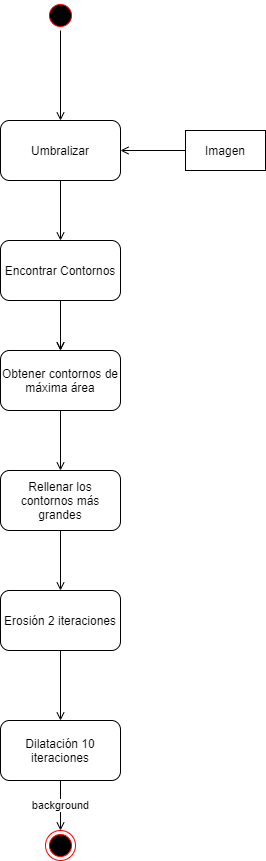 Umbralizar
Imagen
Encontrar Contornos
Obtener contornos de
máxima área
Rellenar los
contornos más
grandes
Erosión 2 iteraciones
Dilatación 10
iteraciones
background